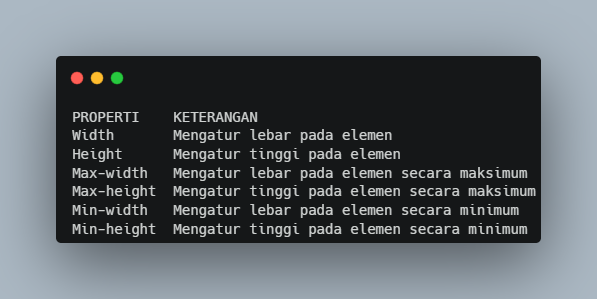 PROPERTI    KETERANGAN
Width       Mengatur lebar pada elemen
Height      Mengatur tinggi pada elemen
Max-width   Mengatur lebar pada elemen secara maksimum
Max-height  Mengatur tinggi pada elemen secara maksimum
Min-width   Mengatur lebar pada elemen secara minimum
Min-height  Mengatur tinggi pada elemen secara minimum